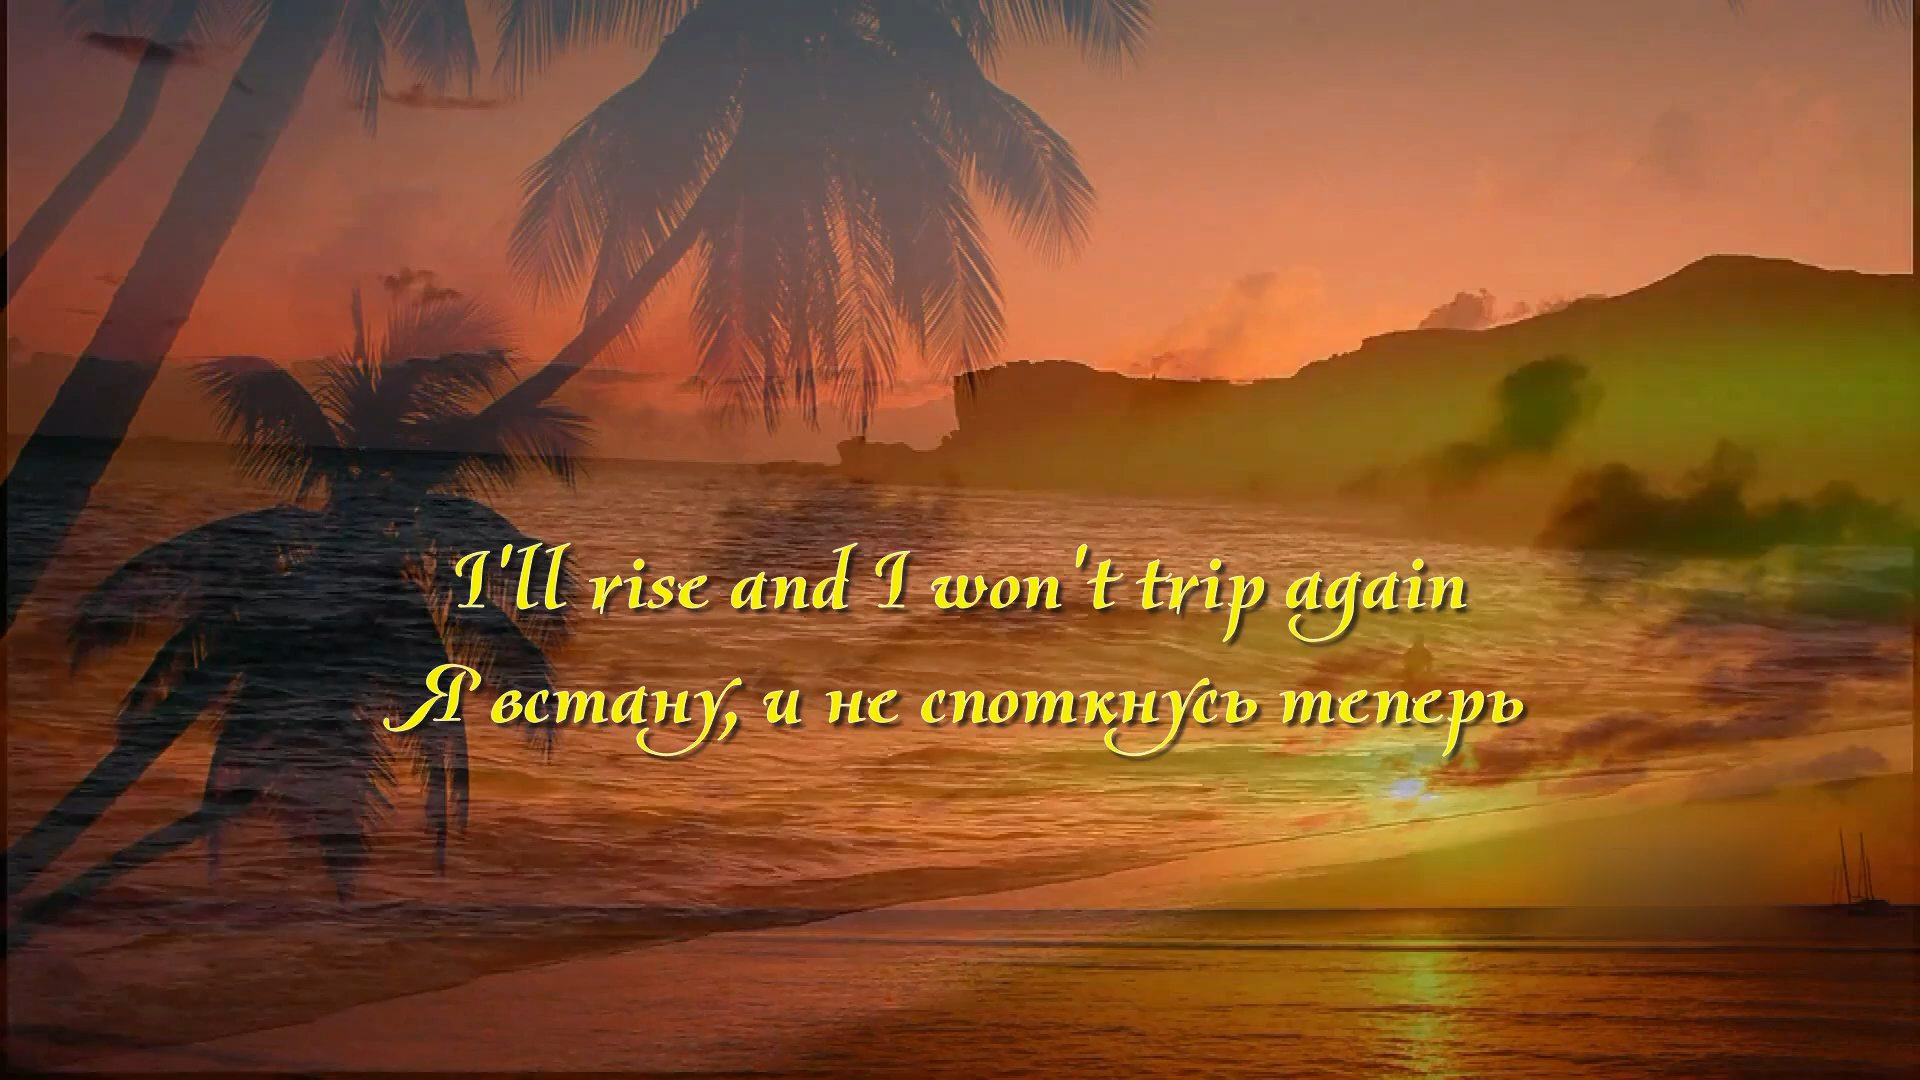 I'll rise and I won't trip again
Я встану, и не споткнусь теперь